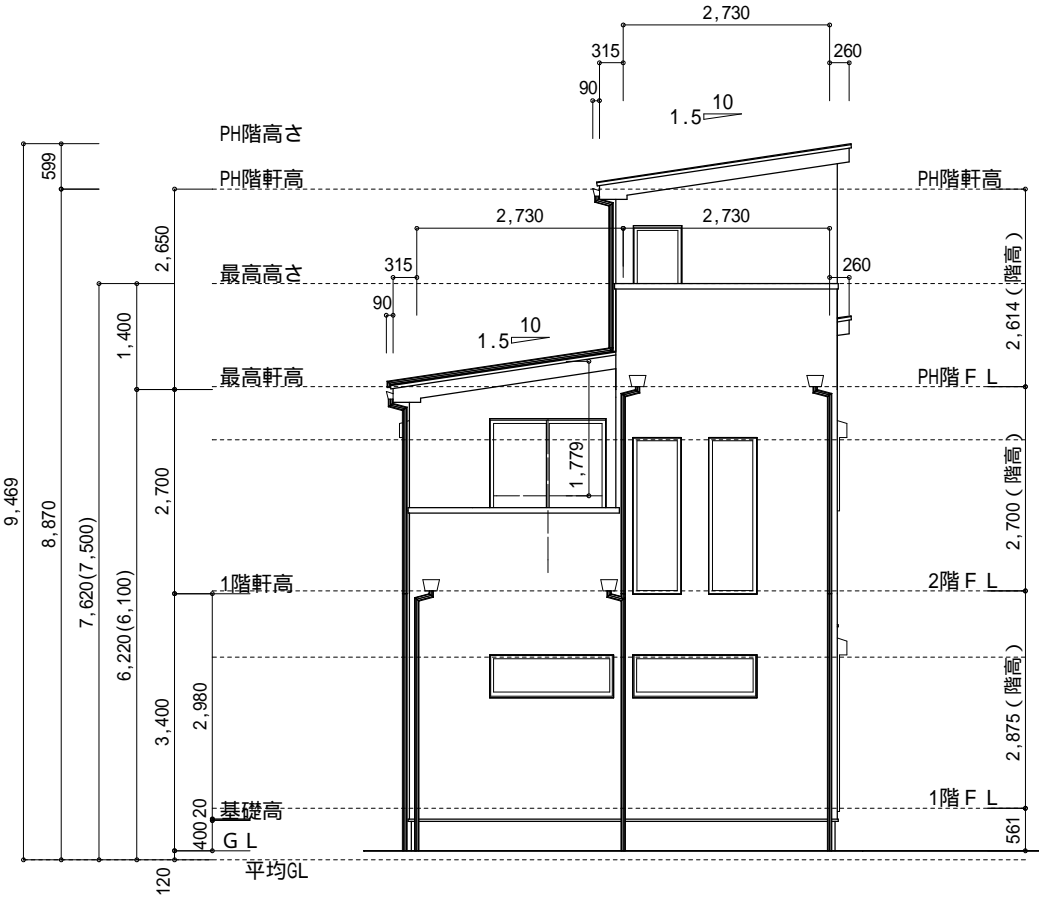 2,730
315
260
90
10
1.5
PH階高さ
599
PH階軒高
PH階軒高
2,730
2,730
2,650
2,614(階高)
315
260
最高高さ
90
10
1.5
1,400
最高軒高
PH階ＦＬ
1,779
2,700
2,700(階高)
9,469
8,870
7,620(7,500)
6,220(6,100)
1階軒高
2階ＦＬ
3,400
2,980
2,875(階高)
20
基礎高
1階ＦＬ
400
ＧＬ
561
平均GL
120